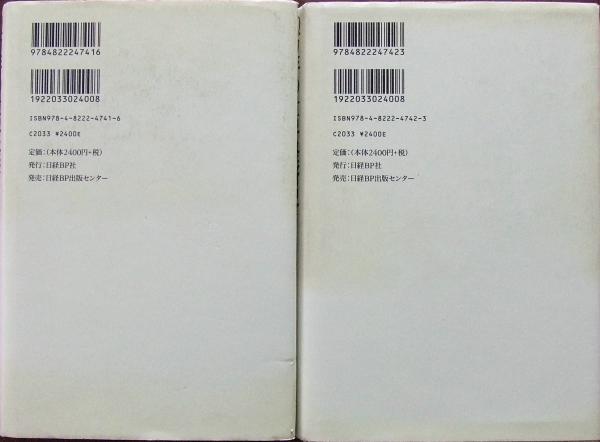 9784822247416
1922033024008
ISBN978-4-8222-4741-6
C2033 ¥2400E
定価:(本体2400円+税)
発行:日経BP社
発売:日経BP出版センター
9784822247423
1922033024008
ISBN978-4-8222-4742-3
C2033 ¥2400E
定価:(本体2400円+税)
発行:日経BP社
発売:日経BP出版センター